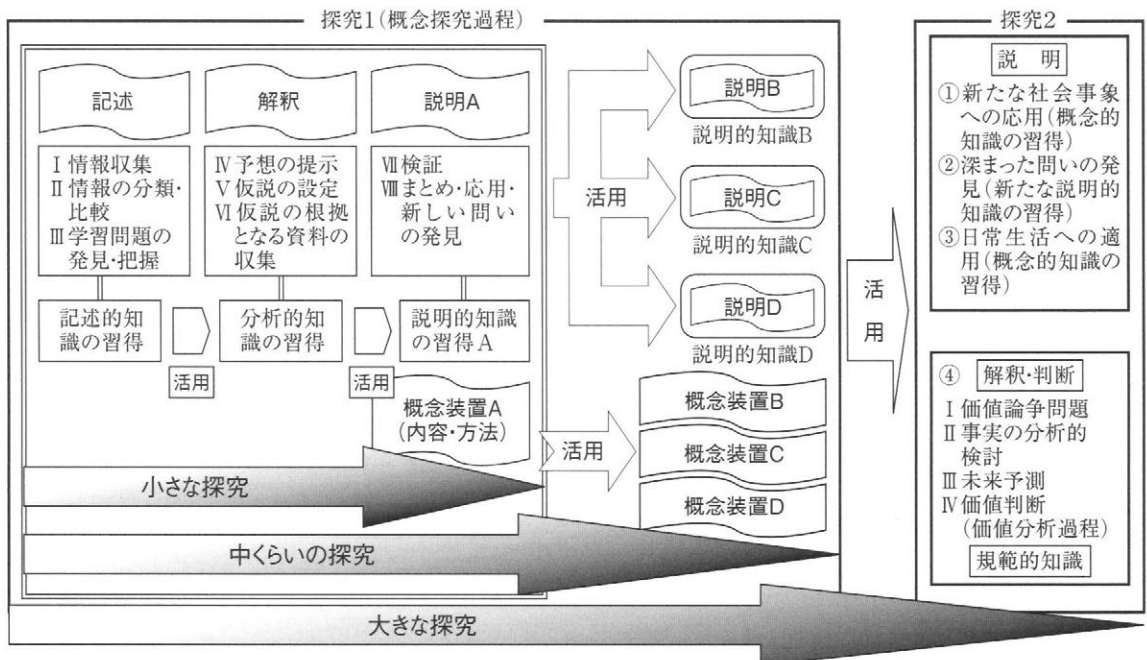 探究1(概念探究過程)
記述
解釈
説明A
Ⅰ情報収集
Ⅱ情報の分類・
比較
Ⅲ学習問題の
発見・把握
Ⅳ予想の提示
Ⅴ仮説の設定
Ⅵ仮説の根拠
となる資料の
収集
Ⅶ検証
Ⅷまとめ・応用・
新しい問い
の発見
記述的知
識の習得
分析的知
識の習得
説明的知識
の習得A
活用
活用
概念装置A
(内容・方法)
活用
説明B
説明的知識B
説明C
説明的知識C
説明D
説明的知識D
活用
概念装置B
概念装置C
概念装置D
小さな探究
中くらいの探究
大きな探究
活
用
探究2
説 明
①新たな社会事象
への応用(概念的
知識の習得)
②深まった問いの発
見(新たな説明的
知識の習得)
③日常生活への適
用(概念的知識の
習得)
④ 解釈・判断
Ⅰ価値論争問題
Ⅱ事実の分析的
検討
Ⅲ未来予測
Ⅳ価値判断
(価値分析過程)
規範的知識